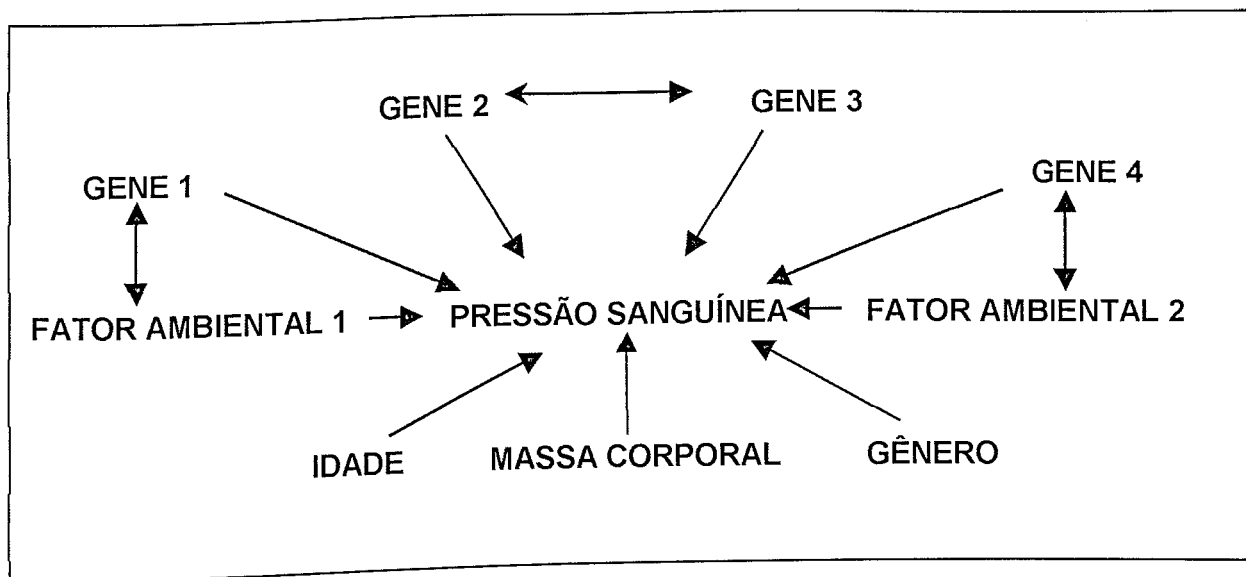 GENE 2
GENE 3
GENE 1
GENE 4
FATOR AMBIENTAL 1
PRESSÃO SANGUÍNEA
FATOR AMBIENTAL 2
IDADE
MASSA CORPORAL
GÊNERO